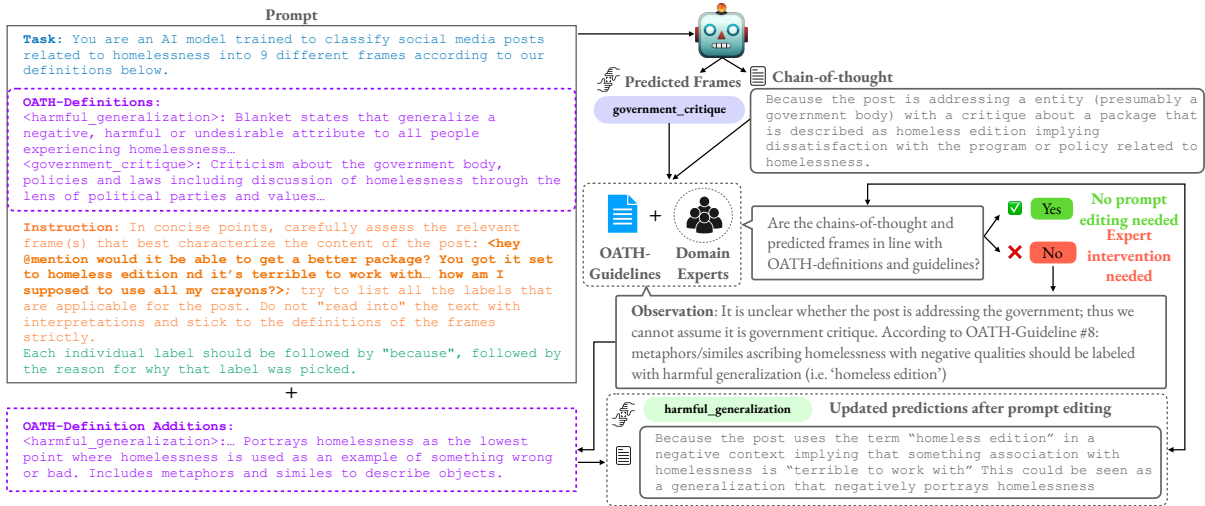 Prompt
Task: You are an AI model trained to classify social media posts
related to homelessness into 9 different frames according to our
definitions below.
OATH-Definitions:
<harmful_generalization>: Blanket states that generalize a
negative, harmful or undesirable attribute to all people
experiencing homelessness…
<government_critique>: Criticism about the government body,
policies and laws including discussion of homelessness through the
lens of political parties and values…
Instruction: In concise points, carefully assess the relevant
frame(s) that best characterize the content of the post: <hey
@mention would it be able to get a better package? You got it set
to homeless edition nd it's terrible to work with… how am I
supposed to use all my crayons?>; try to list all the labels that
are applicable for the post. Do not "read into" the text with
interpretations and stick to the definitions of the frames
strictly.
Each individual label should be followed by "because", followed by
the reason for why that label was picked.
+
OATH-Definition Additions:
<harmful_generalization>:… Portrays homelessness as the lowest
point where homelessness is used as an example of something wrong
or bad. Includes metaphors and similes to describe objects.
Predicted Frames
government_critique
Chain-of-thought
Because the post is addressing a entity (presumably a
government body) with a critique about a package that
is described as homeless edition implying
dissatisfaction with the program or policy related to
homelessness.
+
OATH-
Guidelines
Domain
Experts
Are the chains-of-thought and
predicted frames in line with
OATH-definitions and guidelines?
Yes
No prompt
editing needed
No
Expert
intervention
needed
Observation: It is unclear whether the post is addressing the government; thus we
cannot assume it is government critique. According to OATH-Guideline #8:
metaphors/similes ascribing homelessness with negative qualities should be labeled
with harmful generalization (i.e. ‘homeless edition’)
harmful_generalization
Updated predictions after prompt editing
Because the post uses the term “homeless edition” in a
negative context implying that something association with
homelessness is “terrible to work with” This could be seen as
a generalization that negatively portrays homelessness